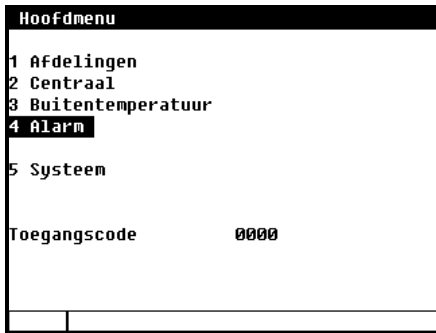 Hoofdmenu
1 Afdelingen
2 Centraal
3 Buitentemperatuur
4 Alarm
5 Systeem
Toegangscode 0000